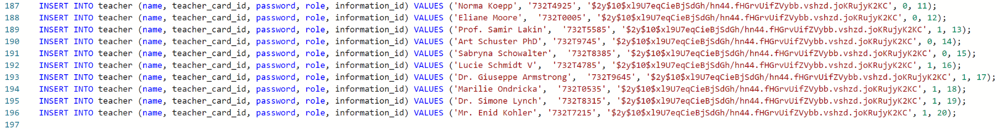 187 INSERT INTO teacher (name, teacher_card_id, password, role, information_id) VALUES ('Norma Koepp', '732T4925', '$2y$10$xl9U7eqCieBjSdGh/hn44.fHGrvUifZVybb.vshzd.joKRujyK2KC', 0, 11);
188 INSERT INTO teacher (name, teacher_card_id, password, role, information_id) VALUES ('Eliane Moore', '732T0005', '$2y$10$xl9U7eqCieBjSdGh/hn44.fHGrvUifZVybb.vshzd.joKRujyK2KC', 0, 12);
189 INSERT INTO teacher (name, teacher_card_id, password, role, information_id) VALUES ('Prof. Samir Lakin', '732T5585', '$2y$10$xl9U7eqCieBjSdGh/hn44.fHGrvUifZVybb.vshzd.joKRujyK2KC', 1, 13);
190 INSERT INTO teacher (name, teacher_card_id, password, role, information_id) VALUES ('Art Schuster PhD', '732T9745', '$2y$10$xl9U7eqCieBjSdGh/hn44.fHGrvUifZVybb.vshzd.joKRujyK2KC', 0, 14);
191 INSERT INTO teacher (name, teacher_card_id, password, role, information_id) VALUES ('Sabryna Schowalter', '732T8385', '$2y$10$xl9U7eqCieBjSdGh/hn44.fHGrvUifZVybb.vshzd.joKRujyK2KC', 0, 15);
192 INSERT INTO teacher (name, teacher_card_id, password, role, information_id) VALUES ('Lucie Schmidt V', '732T4785', '$2y$10$xl9U7eqCieBjSdGh/hn44.fHGrvUifZVybb.vshzd.joKRujyK2KC', 1, 16);
193 INSERT INTO teacher (name, teacher_card_id, password, role, information_id) VALUES ('Dr. Giuseppe Armstrong', '732T9645', '$2y$10$xl9U7eqCieBjSdGh/hn44.fHGrvUifZVybb.vshzd.joKRujyK2KC', 1, 17);
194 INSERT INTO teacher (name, teacher_card_id, password, role, information_id) VALUES ('Marilie Ondricka', '732T0535', '$2y$10$xl9U7eqCieBjSdGh/hn44.fHGrvUifZVybb.vshzd.joKRujyK2KC', 1, 18);
195 INSERT INTO teacher (name, teacher_card_id, password, role, information_id) VALUES ('Dr. Simone Lynch', '732T8315', '$2y$10$xl9U7eqCieBjSdGh/hn44.fHGrvUifZVybb.vshzd.joKRujyK2KC', 1, 19);
196 INSERT INTO teacher (name, teacher_card_id, password, role, information_id) VALUES ('Mr. Enid Kohler', '732T7215', '$2y$10$xl9U7eqCieBjSdGh/hn44.fHGrvUifZVybb.vshzd.joKRujyK2KC', 1, 20);
197